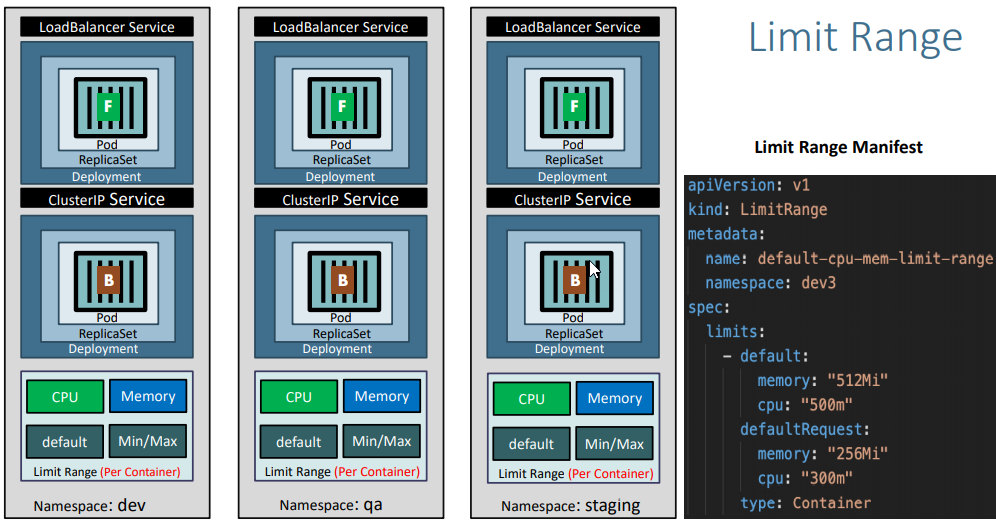 LoadBalancer Service
F
Pod
ReplicaSet
Deployment
ClusterIP Service
B
Pod
ReplicaSet
Deployment
CPU
Memory
default
Min/Max
Limit Range (Per Container)
Namespace: dev
LoadBalancer Service
F
Pod
ReplicaSet
Deployment
ClusterIP Service
B
Pod
ReplicaSet
Deployment
CPU
Memory
default
Min/Max
Limit Range (Per Container)
Namespace: qa
LoadBalancer Service
F
Pod
ReplicaSet
Deployment
ClusterIP Service
B
Pod
ReplicaSet
Deployment
CPU
Memory
default
Min/Max
Limit Range (Per Container)
Namespace: staging
Limit Range
Limit Range Manifest
apiVersion: v1
kind: LimitRange
metadata:
  name: default-cpu-mem-limit-range
  namespace: dev3
spec:
  limits:
    - default:
        memory: "512Mi"
        cpu: "500m"
      defaultRequest:
        memory: "256Mi"
        cpu: "300m"
      type: Container